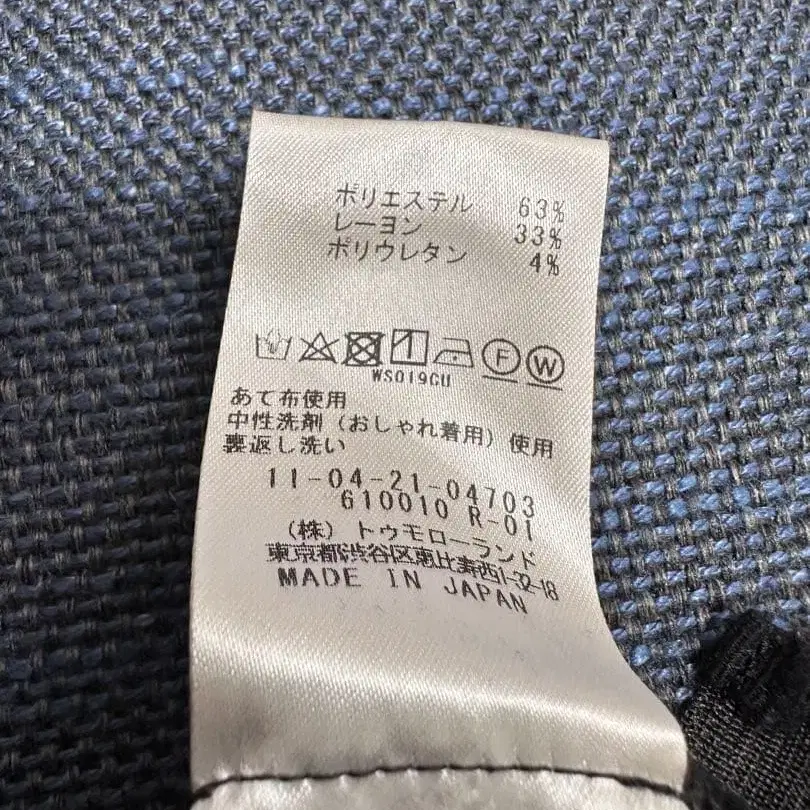 ポリエステル 63%
レーヨン 33%
ポリウレタン 4%
F W
WS019CU
あて布使用
中性洗剤（おしゃれ着用）使用
裏返し洗い
11-04-21-04703
610010 R-01
（株）トゥモローランド
東京都渋谷区恵比寿西1-32-18
MADE IN JAPAN